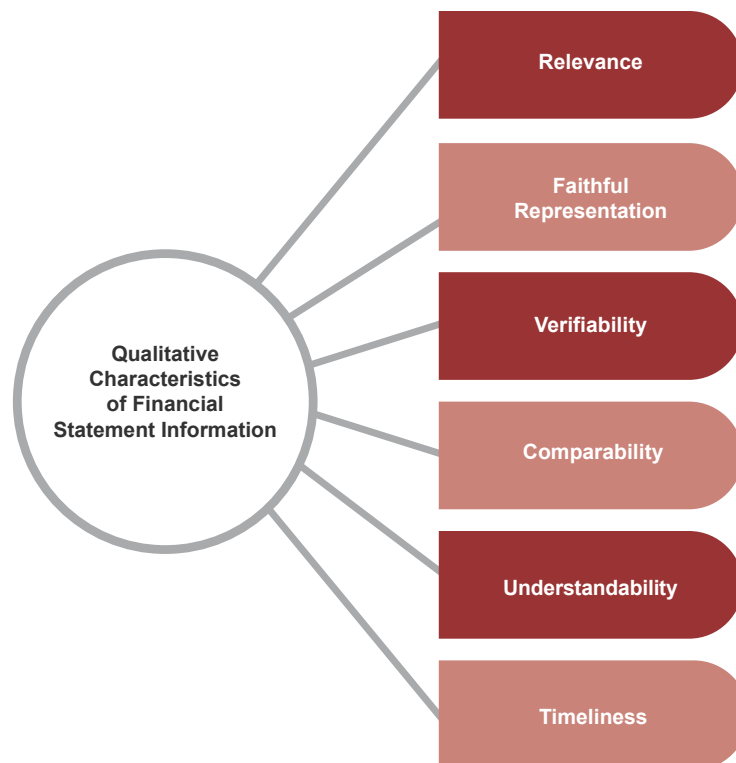 Relevance
Faithful
Representation
Verifiability
Qualitative
Characteristics
of Financial
Statement Information
Comparability
Understandability
Timeliness